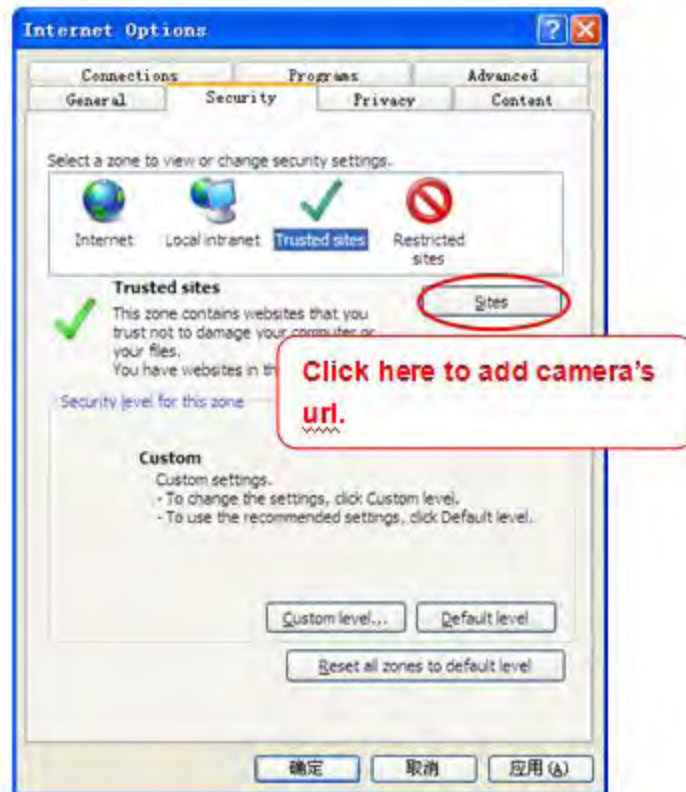 Internet Options
Connections Programs Advanced
General Security Privacy Content
Select a zone to view or change security settings.
Internet Local intranet Trusted sites Restricted
sites
Trusted sites
Sites
This zone contains websites that you
trust not to damage your computer or
your files.
You have websites in th
Click here to add camera's
url.
Security level for this zone
Custom
Custom settings.
- To change the settings, click Custom level.
- To use the recommended settings, click Default level.
Custom level... Default level
Reset all zones to default level
确定 取消 应用(A)